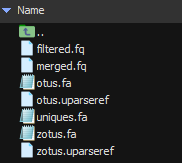 Name
..
filtered.fq
merged.fq
otus.fa
otus.uparseref
uniques.fa
zotus.fa
zotus.uparseref